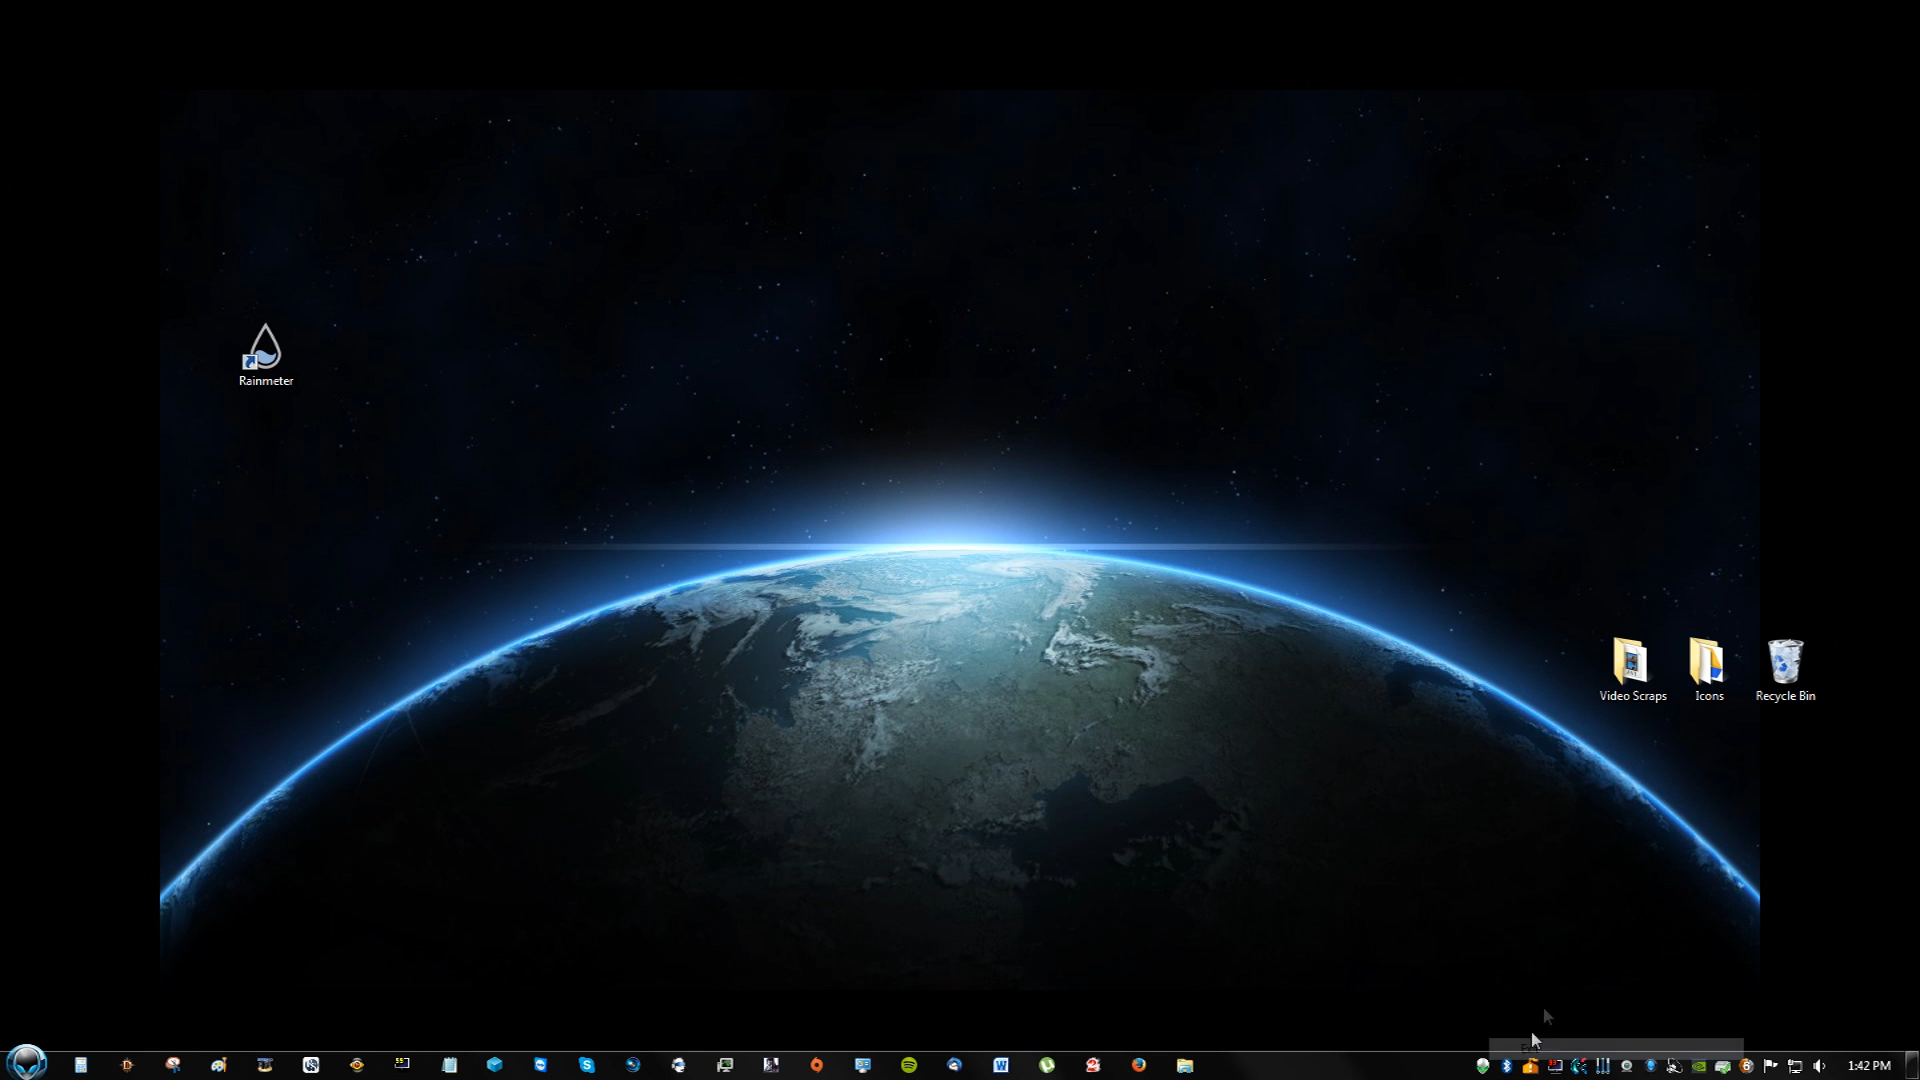 Rainmeter
Video Scraps
Icons
Recycle Bin
1:42 PM